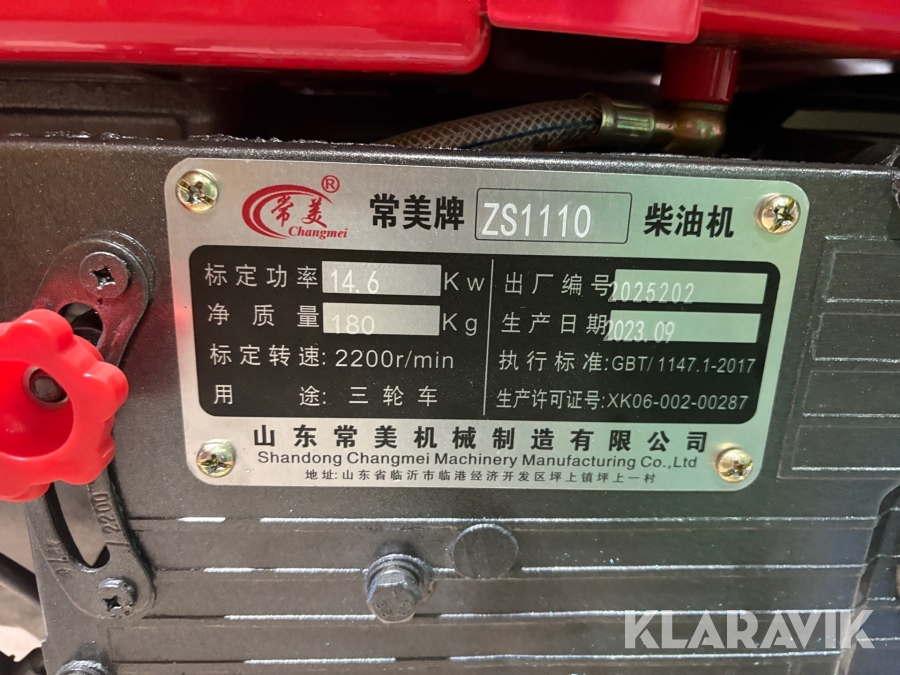 常美 ®
Changmei
常美牌 ZS1110 柴油机
标定功率 14.6 Kw
净质量 180 Kg
标定转速: 2200r/min
用途: 三轮车
出厂编号 2025202
生产日期 2023.09
执行标准: GBT/1147.1-2017
生产许可证号: XK06-002-00287
山东常美机械制造有限公司
Shandong Changmei Machinery Manufacturing Co.,Ltd
地址: 山东省临沂市临港经济开发区坪上镇坪上一村
2200
KLARAVIK